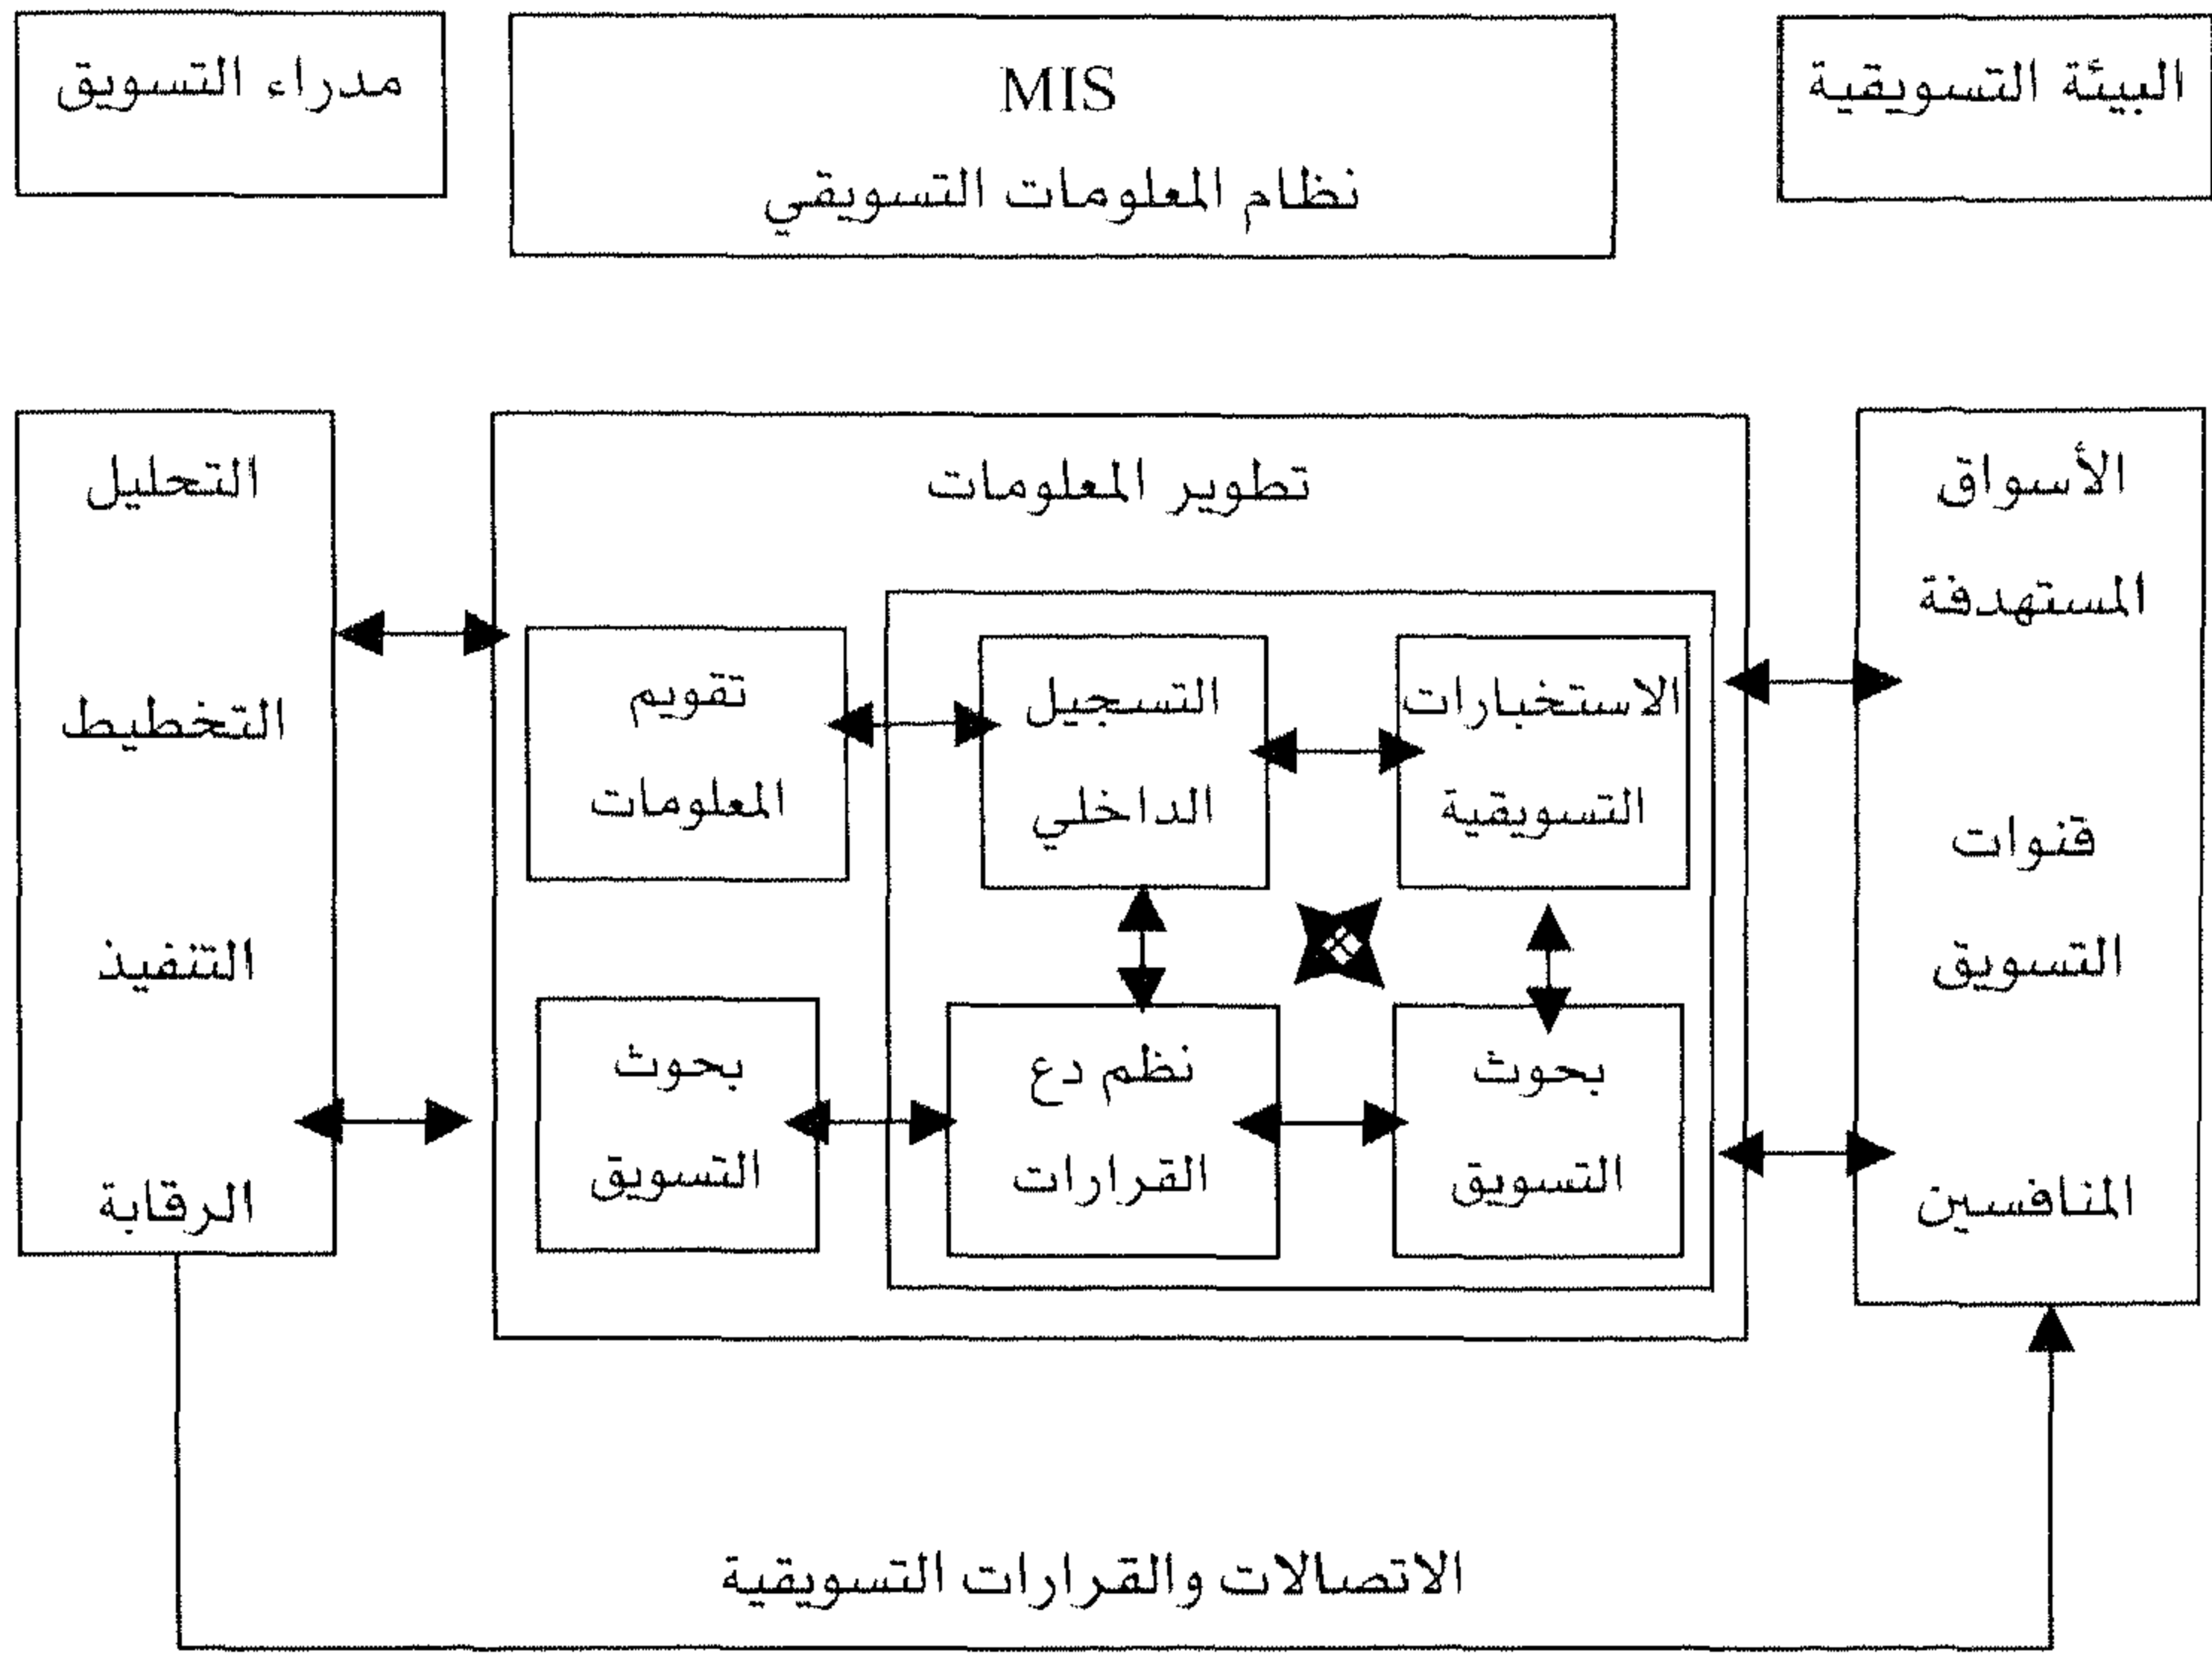 البيئة التسويقية
MIS
نظام المعلومات التسويقي
مدراء التسويق
الأسواق
المستهدفة
قنوات
التسويق
المنافسين
تطوير المعلومات
الاستخبارات
التسويقية
التسجيل
الداخلي
تقويم
المعلومات
بحوث
التسويق
نظم دع
القرارات
بحوث
التسويق
التحليل
التخطيط
التنفيذ
الرقابة
الاتصالات والقرارات التسويقية